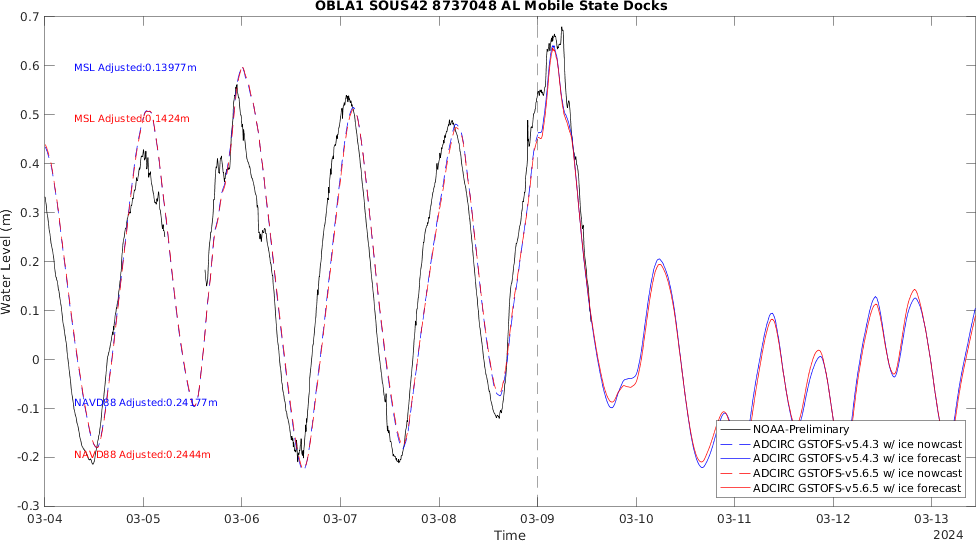 OBLA1 SOUS42 8737048 AL Mobile State Docks
0.7
0.6
0.5
0.4
0.3
0.2
0.1
0
-0.1
-0.2
-0.3
Water Level (m)
MSL Adjusted:0.13977m
MSL Adjusted:0.1424m
NAVD88 Adjusted:0.24177m
NAVD88 Adjusted:0.2444m
NOAA-Preliminary
ADCIRC GSTOFS-v5.4.3 w/ ice nowcast
ADCIRC GSTOFS-v5.4.3 w/ ice forecast
ADCIRC GSTOFS-v5.6.5 w/ ice nowcast
ADCIRC GSTOFS-v5.6.5 w/ ice forecast
03-04 03-05 03-06 03-07 03-08 03-09 03-10 03-11 03-12 03-13
2024
Time